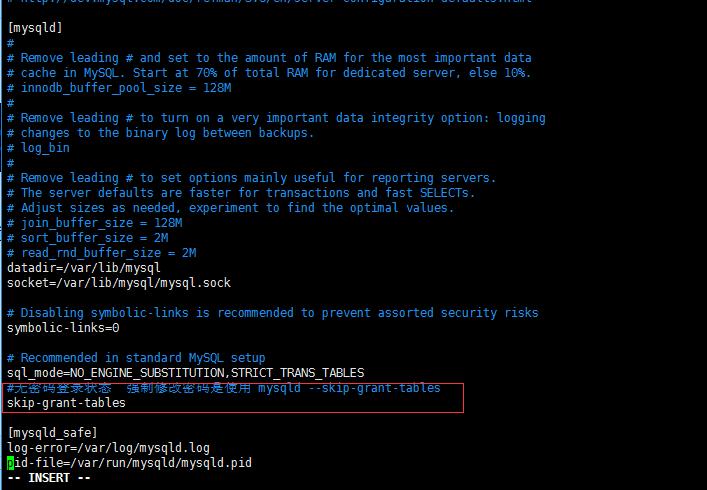 # http://dev.mysql.com/doc/refman/5.6/en/server-configuration-defaults.html
[mysqld]
#
# Remove leading # and set to the amount of RAM for the most important data
# cache in MySQL. Start at 70% of total RAM for dedicated server, else 10%.
# innodb_buffer_pool_size = 128M
#
# Remove leading # to turn on a very important data integrity option: logging
# changes to the binary log between backups.
# log_bin
#
# Remove leading # to set options mainly useful for reporting servers.
# The server defaults are faster for transactions and fast SELECTs.
# Adjust sizes as needed, experiment to find the optimal values.
# join_buffer_size = 128M
# sort_buffer_size = 2M
# read_rnd_buffer_size = 2M
datadir=/var/lib/mysql
socket=/var/lib/mysql/mysql.sock
# Disabling symbolic-links is recommended to prevent assorted security risks
symbolic-links=0
# Recommended in standard MySQL setup
sql_mode=NO_ENGINE_SUBSTITUTION,STRICT_TRANS_TABLES
#无密码登录状态 强制修改密码是使用 mysqld --skip-grant-tables
skip-grant-tables
[mysqld_safe]
log-error=/var/log/mysqld.log
pid-file=/var/run/mysqld/mysqld.pid
-- INSERT --